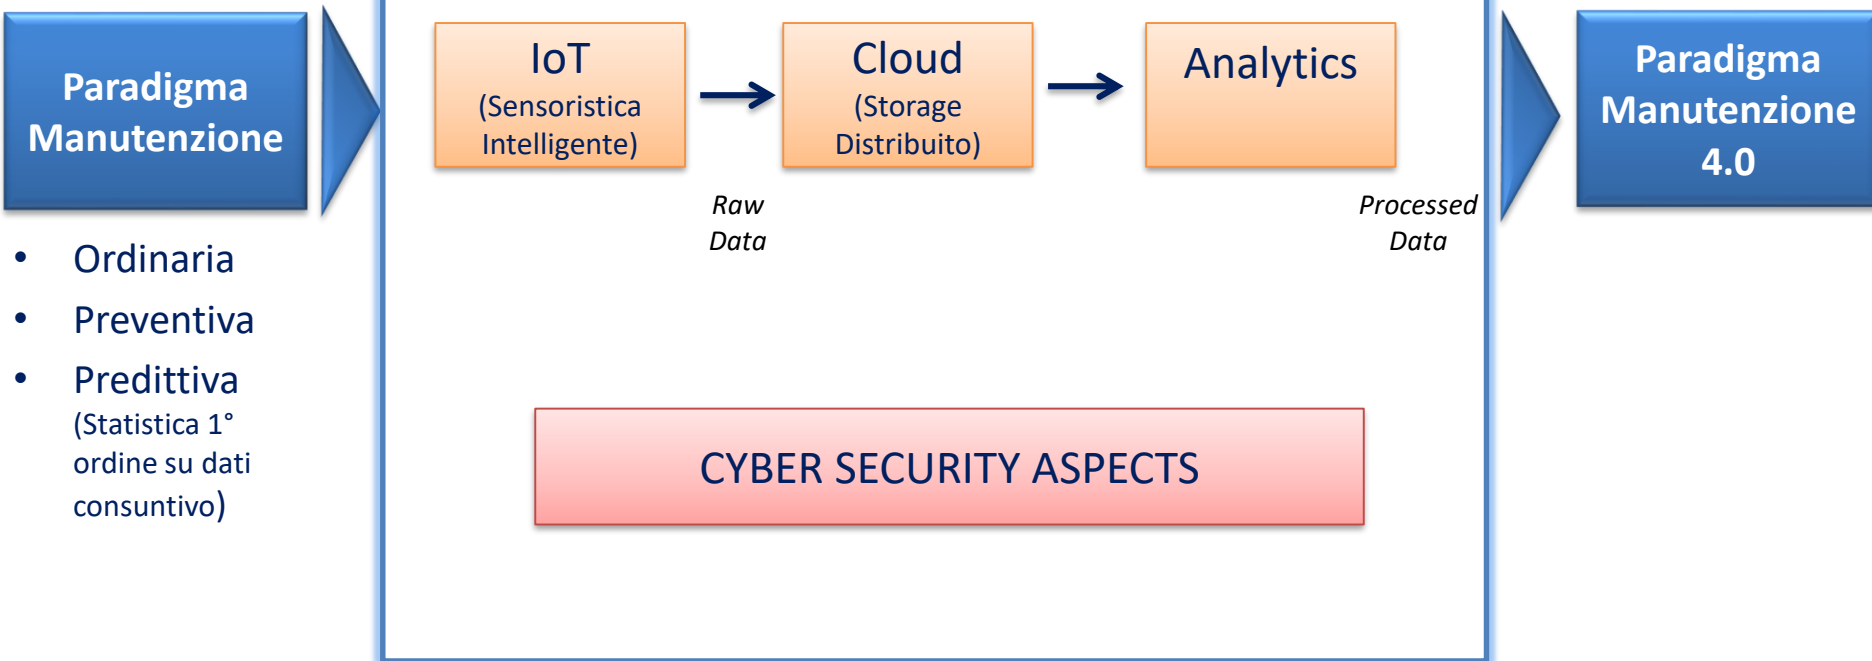 Paradigma
Manutenzione
• Ordinaria
• Preventiva
• Predittiva
(Statistica 1°
ordine su dati
consuntivo)
IoT
(Sensoristica
Intelligente)
Raw
Data
Cloud
(Storage
Distribuito)
Analytics
Processed
Data
CYBER SECURITY ASPECTS
Paradigma
Manutenzione
4.0